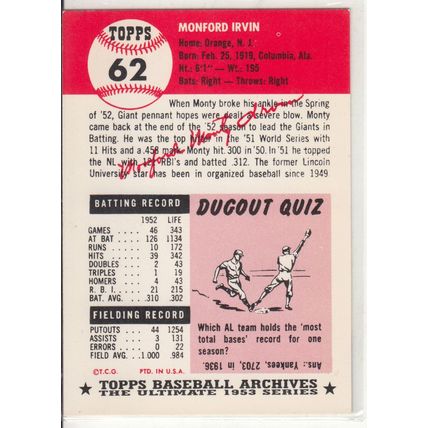 TOPPS
62
MONFORD IRVIN
Home: Orange, N. J.
Born: Feb. 25, 1919, Columbia, Ala.
Ht.: 6'1" — Wt.: 195
Bats: Right — Throws: Right
When Monty broke his ankle in the Spring
of '52, Giant pennant hopes were dealt a severe blow. Monty
came back at the end of the '52 season to lead the Giants in
Batting. He was the top hitter in the '51 World Series with
11 Hits and a .458 mark. Monty hit .300 in '50. In '51 he topped
the NL with RBI's and batted .312. The former Lincoln
University star has been in organized baseball since 1949.
Monford Monty Irvin
BATTING RECORD
1952 LIFE
GAMES 46 343
AT BAT 126 1134
RUNS 10 172
HITS 39 342
DOUBLES 2 43
TRIPLES 1 19
HOMERS 4 43
R. B. I. 21 215
BAT. AVG. .310 .302
FIELDING RECORD
PUTOUTS 44 1254
ASSISTS 3 22
ERRORS 0 22
FIELD AVG. 1.000 .984
©T.C.G. PTD. IN U.S.A.
DUGOUT QUIZ
Which AL team holds the 'most
total bases' record for one
season?
Ans.: Yankees, 2703, in 1936.
★TOPPS BASEBALL ARCHIVES★
THE ULTIMATE 1953 SERIES